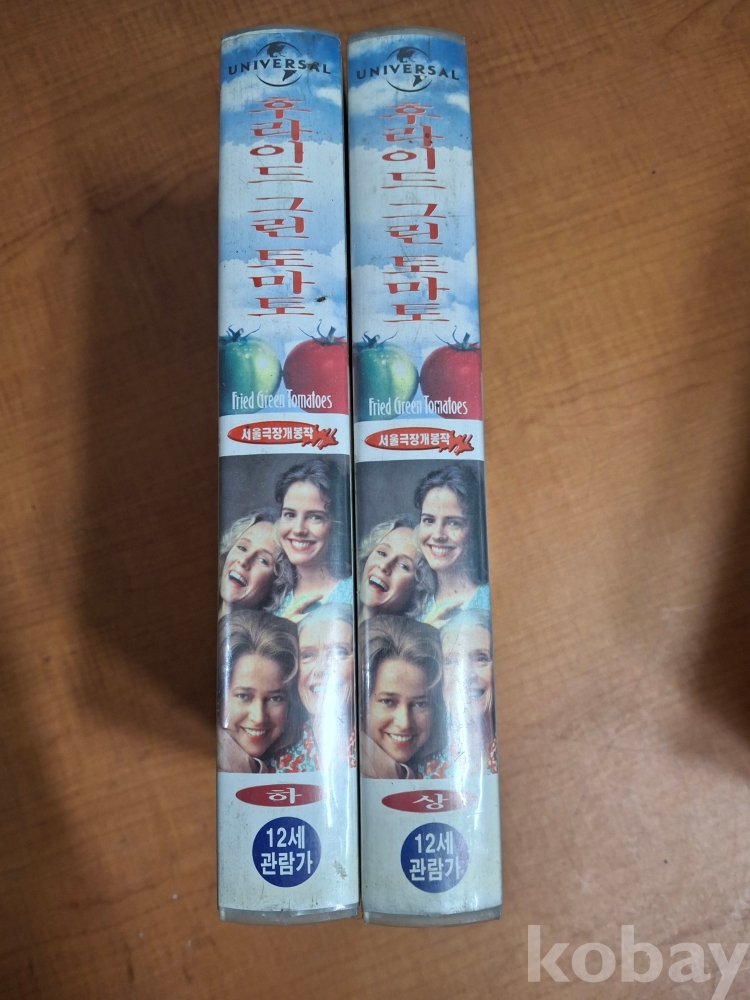 UNIVERSAL
후라이드 그린 토마토
Fried Green Tomatoes
서울극장개봉작
하
12세
관람가
UNIVERSAL
후라이드 그린 토마토
Fried Green Tomatoes
서울극장개봉작
상
12세
관람가
kobay